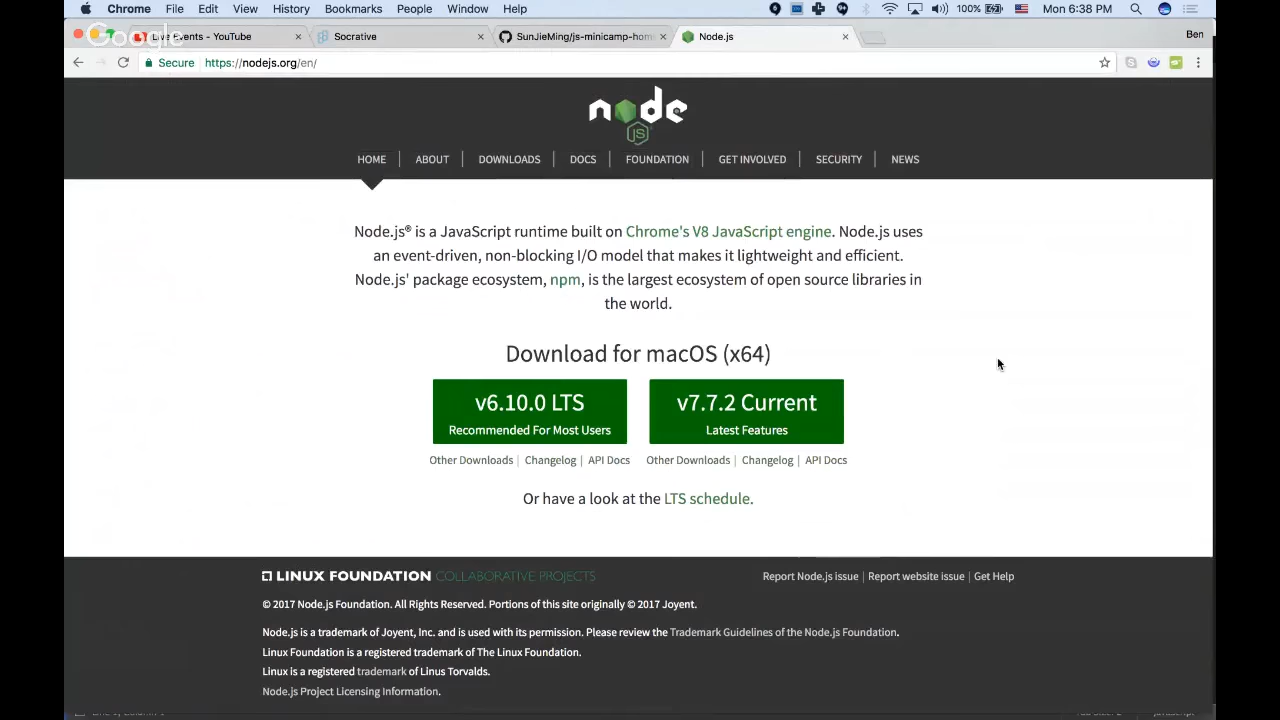 Chrome File Edit View History Bookmarks People Window Help 100% Mon 6:38 PM
Google
Live Events - YouTube Socrative SunJieMing/js-minicamp-hom Node.js Ben
Secure https://nodejs.org/en/
node
JS
HOME ABOUT DOWNLOADS DOCS FOUNDATION GET INVOLVED SECURITY NEWS
Node.js® is a JavaScript runtime built on Chrome's V8 JavaScript engine. Node.js uses
an event-driven, non-blocking I/O model that makes it lightweight and efficient.
Node.js' package ecosystem, npm, is the largest ecosystem of open source libraries in
the world.
Download for macOS (x64)
v6.10.0 LTS
Recommended For Most Users
v7.7.2 Current
Latest Features
Other Downloads | Changelog | API Docs Other Downloads | Changelog | API Docs
Or have a look at the LTS schedule.
LINUX FOUNDATION COLLABORATIVE PROJECTS
Report Node.js issue | Report website issue | Get Help
© 2017 Node.js Foundation. All Rights Reserved. Portions of this site originally © 2017 Joyent.
Node.js is a trademark of Joyent, Inc. and is used with its permission. Please review the Trademark Guidelines of the Node.js Foundation.
Linux Foundation is a registered trademark of The Linux Foundation.
Linux is a registered trademark of Linus Torvalds.
Node.js Project Licensing Information.